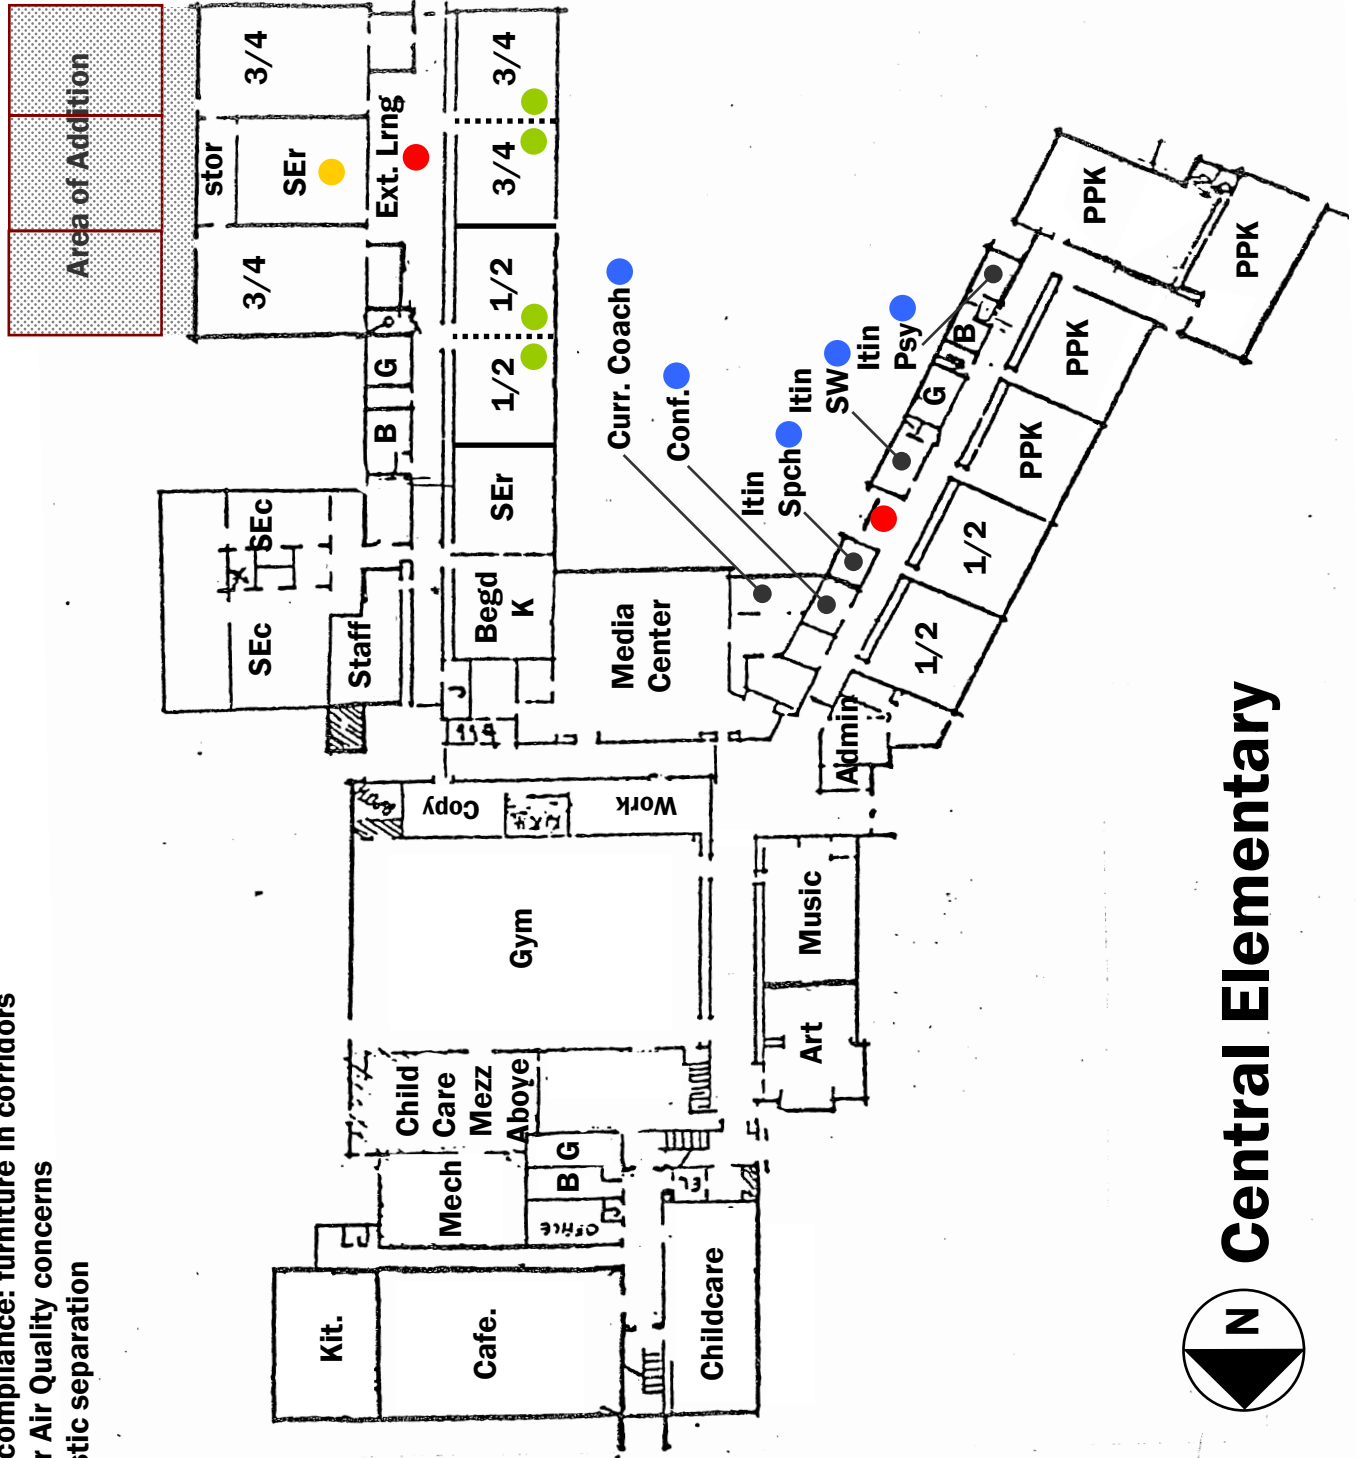 compliance: furniture in corridors
r Air Quality concerns
stic separation
Area of Addition
3/4
stor
SEr
3/4
Ext. Lrng
3/4
3/4
1/2
1/2
G
B
SEr
SEc
SEc
Staff
Begd
K
Media
Center
Curr. Coach
Conf.
Itin
Spch
Itin
SW
Itin
Psy
B
G
PPK
PPK
PPK
PPK
1/2
1/2
Admin
Copy
Work
Gym
Music
Art
Child
Care
Mezz
Above
Mech
G
B
OFFICE
EL
Kit.
Cafe.
Childcare
N
Central Elementary